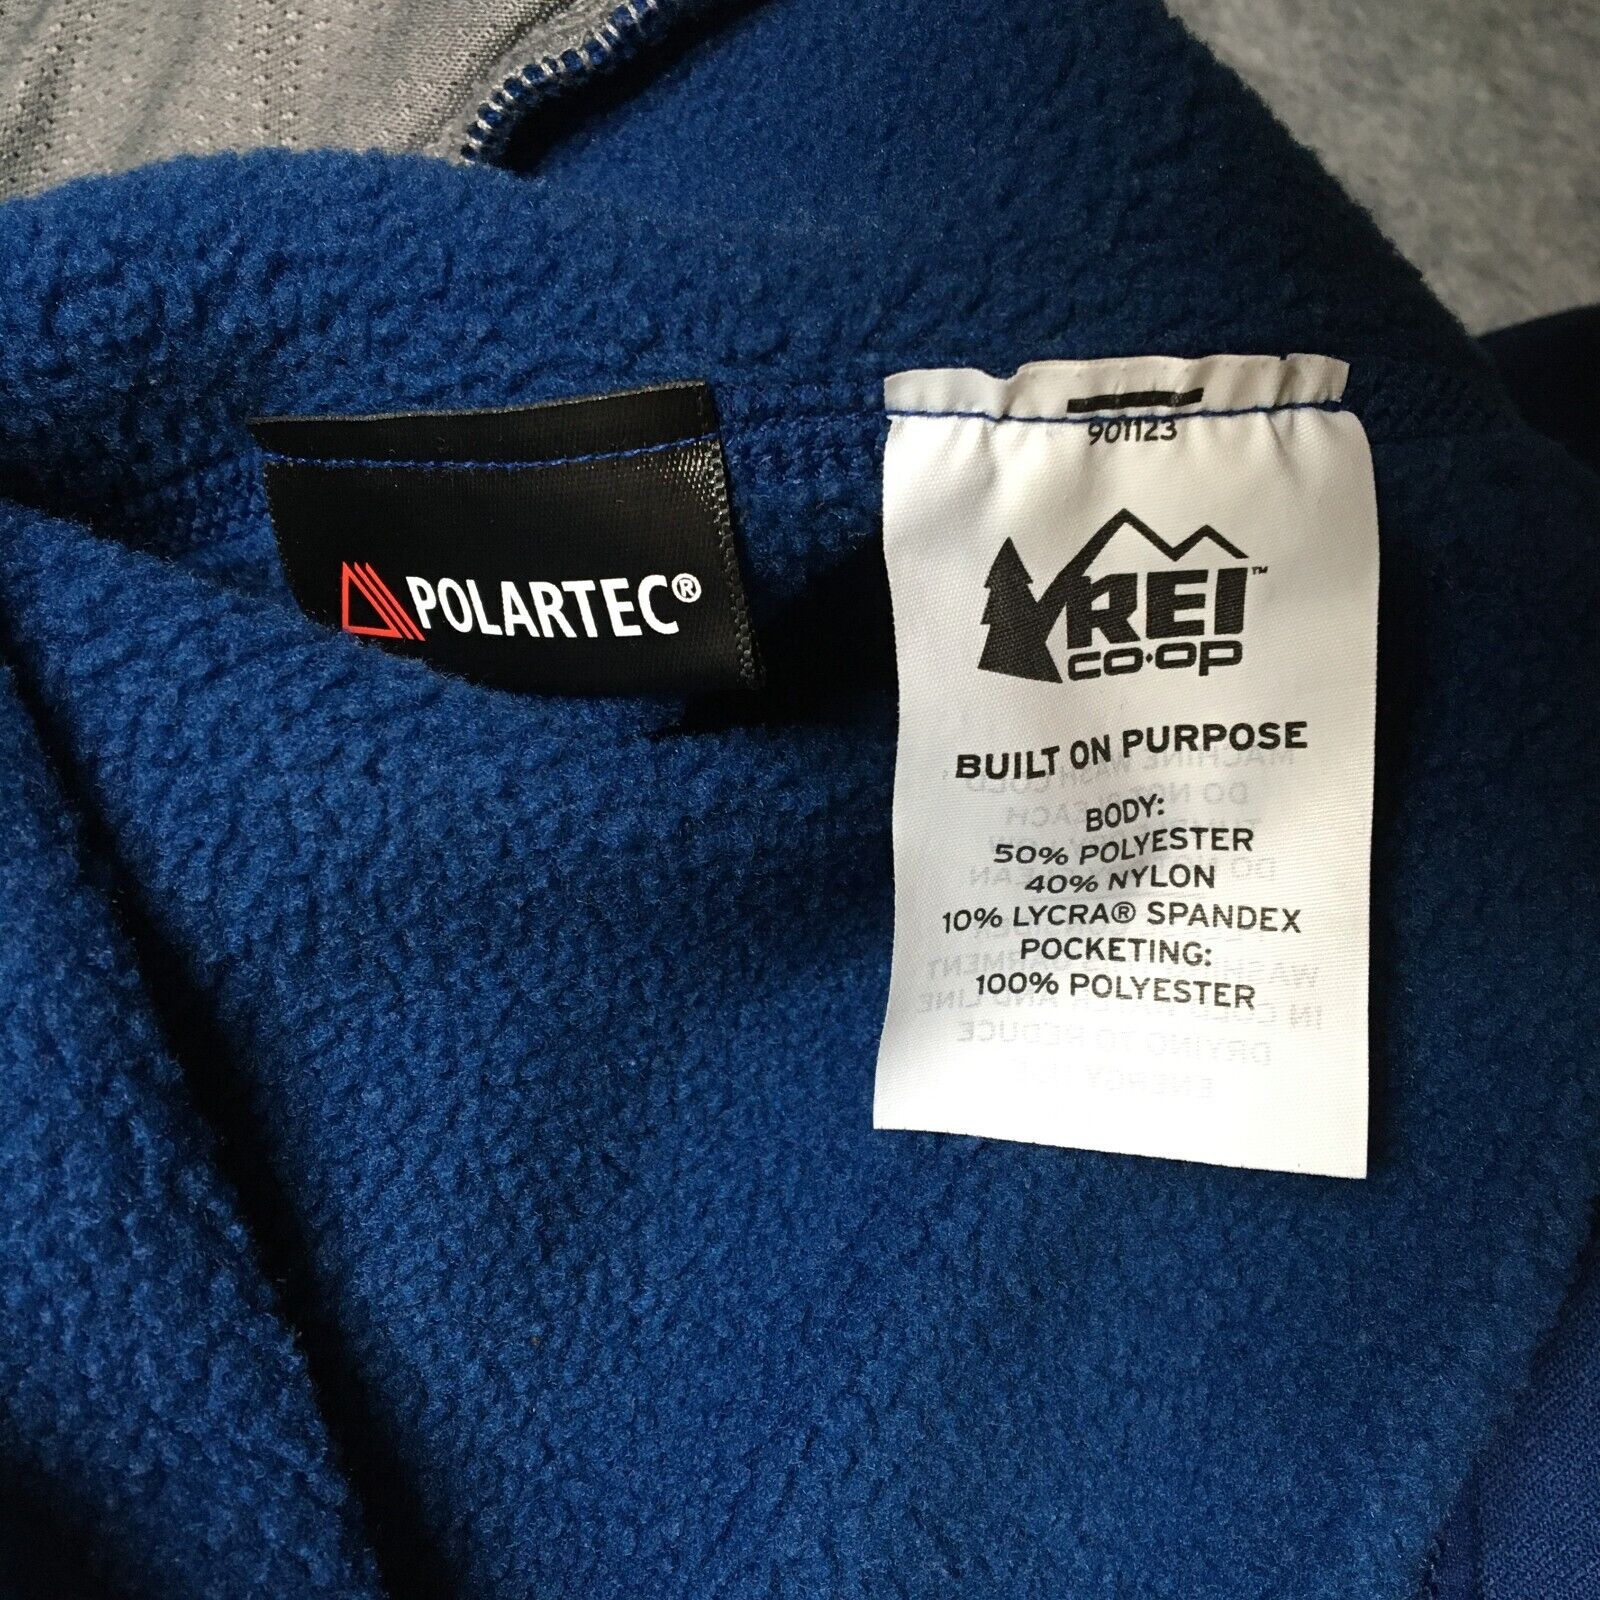 POLARTEC®
901123
REI™
CO·OP
BUILT ON PURPOSE
BODY:
50% POLYESTER
40% NYLON
10% LYCRA® SPANDEX
POCKETING:
100% POLYESTER